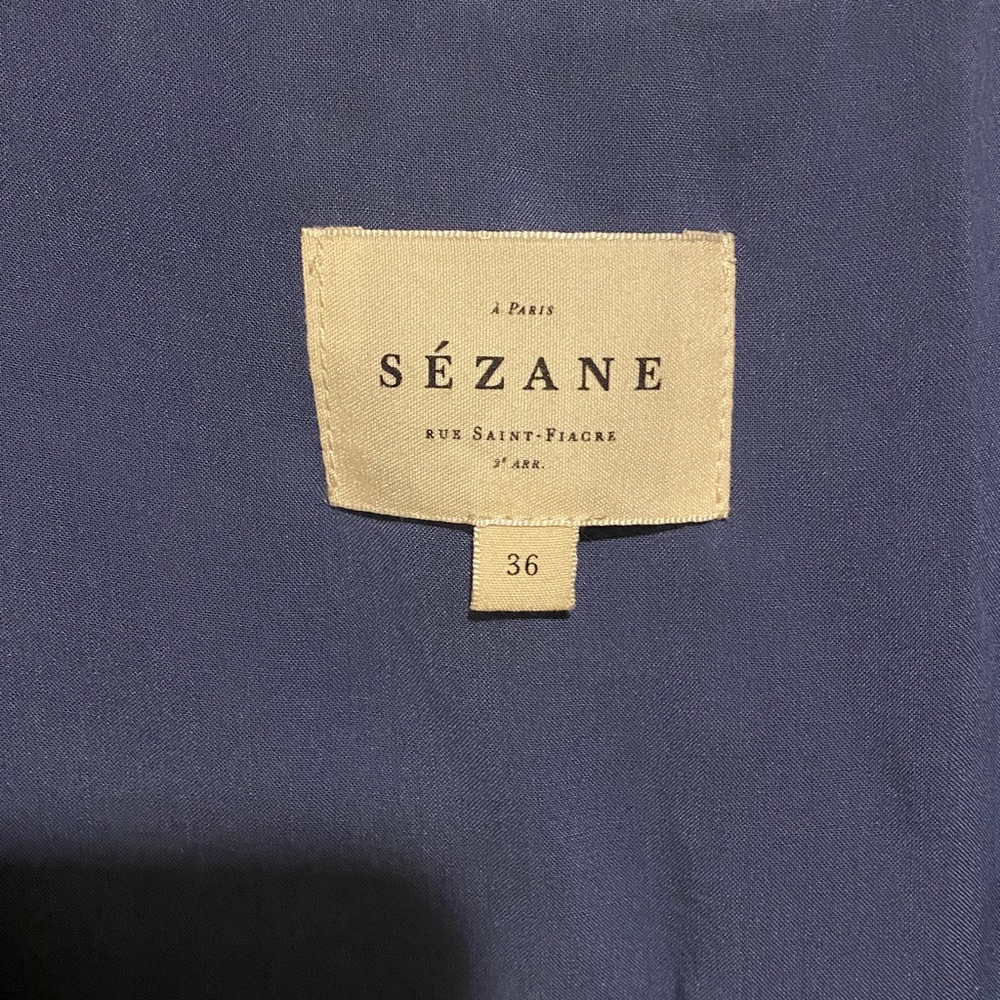 À PARIS
SÉZANE
RUE SAINT-FIACRE
2ᵉ ARR.
36